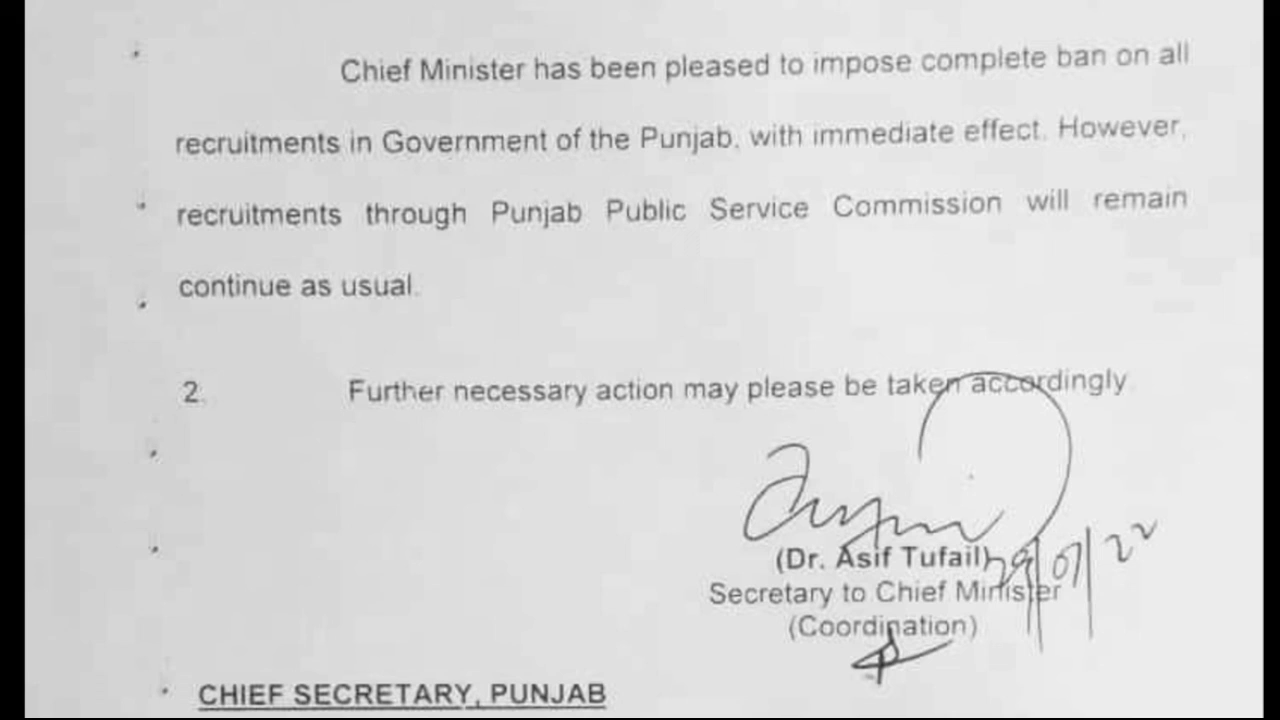 Chief Minister has been pleased to impose complete ban on all
recruitments in Government of the Punjab, with immediate effect. However,
recruitments through Punjab Public Service Commission will remain
continue as usual.
2. Further necessary action may please be taken accordingly.
(Dr. Asif Tufail)
29/07/22
Secretary to Chief Minister
(Coordination)
CHIEF SECRETARY, PUNJAB